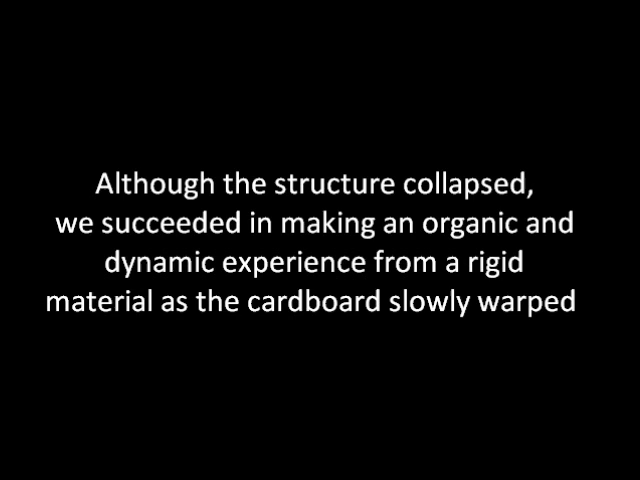 Although the structure collapsed,
we succeeded in making an organic and
dynamic experience from a rigid
material as the cardboard slowly warped